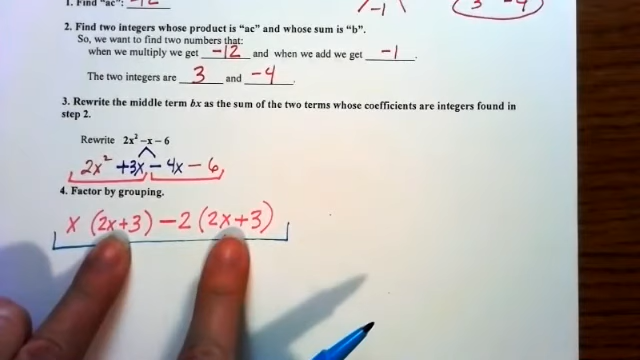 1. Find "ac": -12
-1
3 -4
2. Find two integers whose product is "ac" and whose sum is "b".
So, we want to find two numbers that:
when we multiply we get -12 and when we add we get -1.
The two integers are 3 and -4.
3. Rewrite the middle term bx as the sum of the two terms whose coefficients are integers found in
step 2.
Rewrite 2x² –x – 6
2x² +3x – 4x – 6
4. Factor by grouping.
x (2x+3) – 2 (2x+3)